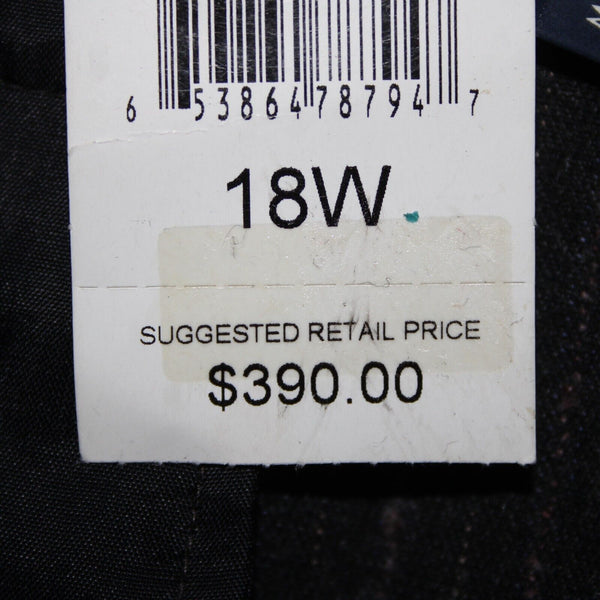 6 53864 78794 7
18W
SUGGESTED RETAIL PRICE
$390.00